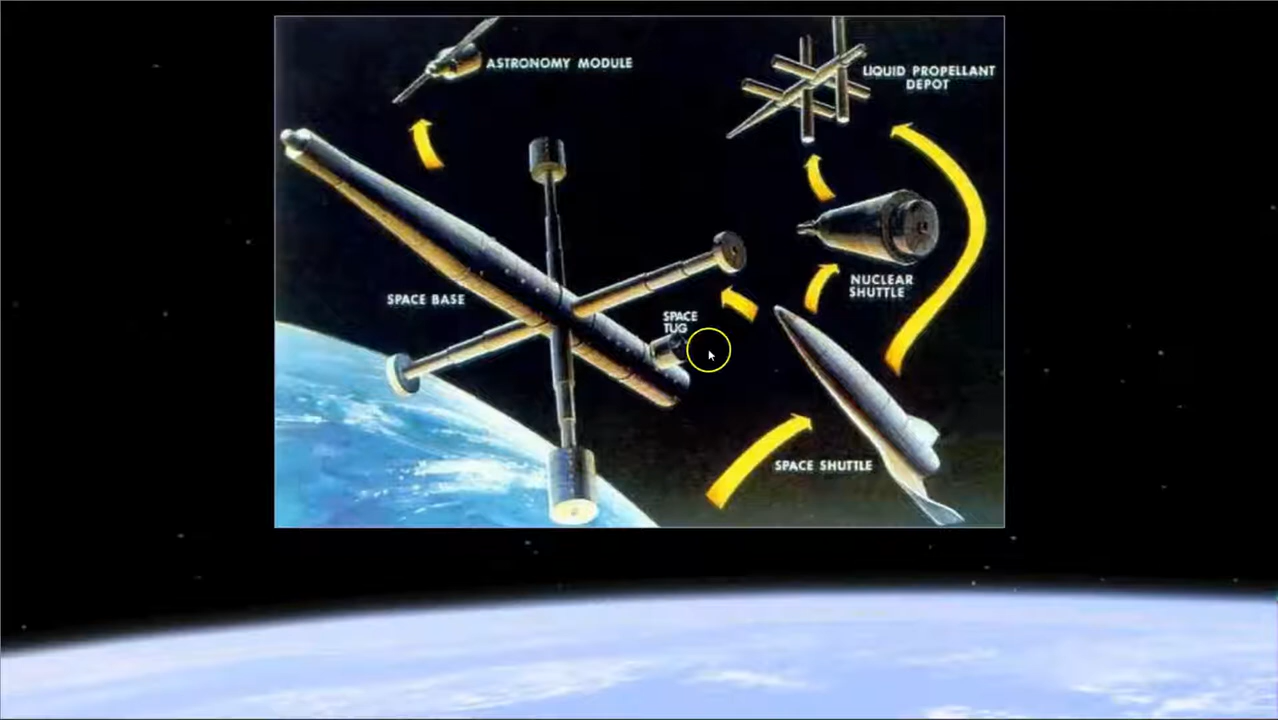 ASTRONOMY MODULE
LIQUID PROPELLANT
DEPOT
SPACE BASE
SPACE
TUG
NUCLEAR
SHUTTLE
SPACE SHUTTLE